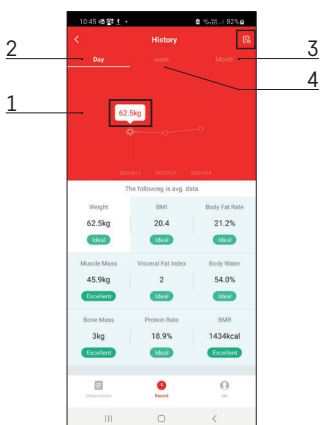 10:45
82%
History
2
Day
week
Month
3
4
1
62.5kg
The following is avg. data
Weight
BMI
Body Fat Rate
62.5kg
20.4
21.2%
Ideal
Ideal
Ideal
Muscle Mass
Visceral Fat Index
Body Water
45.9kg
2
54.0%
Excellent
Ideal
Ideal
Bone Mass
Protein Rate
BMR
3kg
18.9%
1434kcal
Excellent
Ideal
Excellent
Measurement
Recent
My